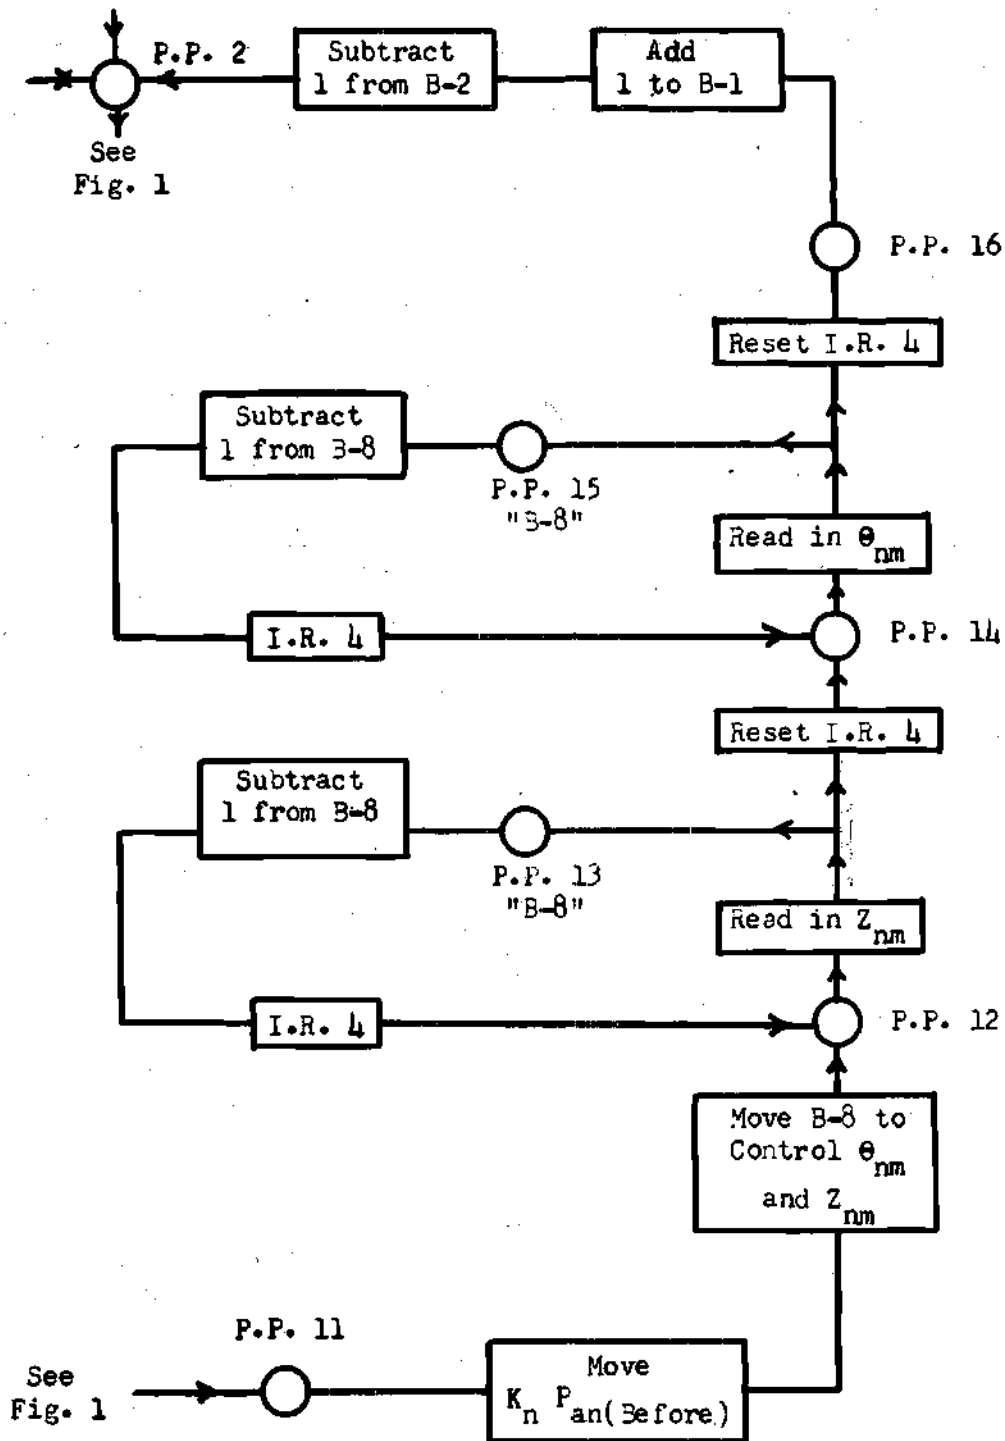 P.P. 2
Subtract
1 from B-2
Add
1 to B-1
See
Fig. 1
P.P. 16
Reset I.R. 4
Subtract
1 from B-8
P.P. 15
"B-8"
Read in θnm
I.R. 4
P.P. 14
Reset I.R. 4
Subtract
1 from B-8
P.P. 13
"B-8"
Read in Znm
I.R. 4
P.P. 12
Move B-8 to
Control θnm
and Znm
P.P. 11
See
Fig. 1
Move
Kn Pan(Before)